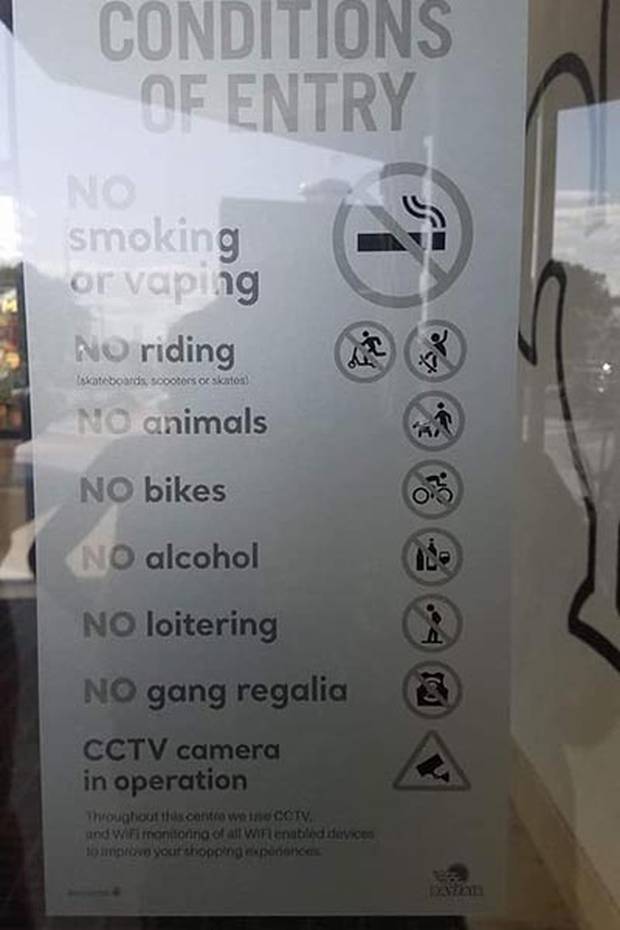 CONDITIONS
OF ENTRY
NO
smoking
or vaping
NO riding
(skateboards, scooters or skates)
NO animals
NO bikes
NO alcohol
NO loitering
NO gang regalia
CCTV camera
in operation
Throughout this centre we use CCTV,
and WiFi monitoring of all WiFi enabled devices
to improve your shopping experiences.